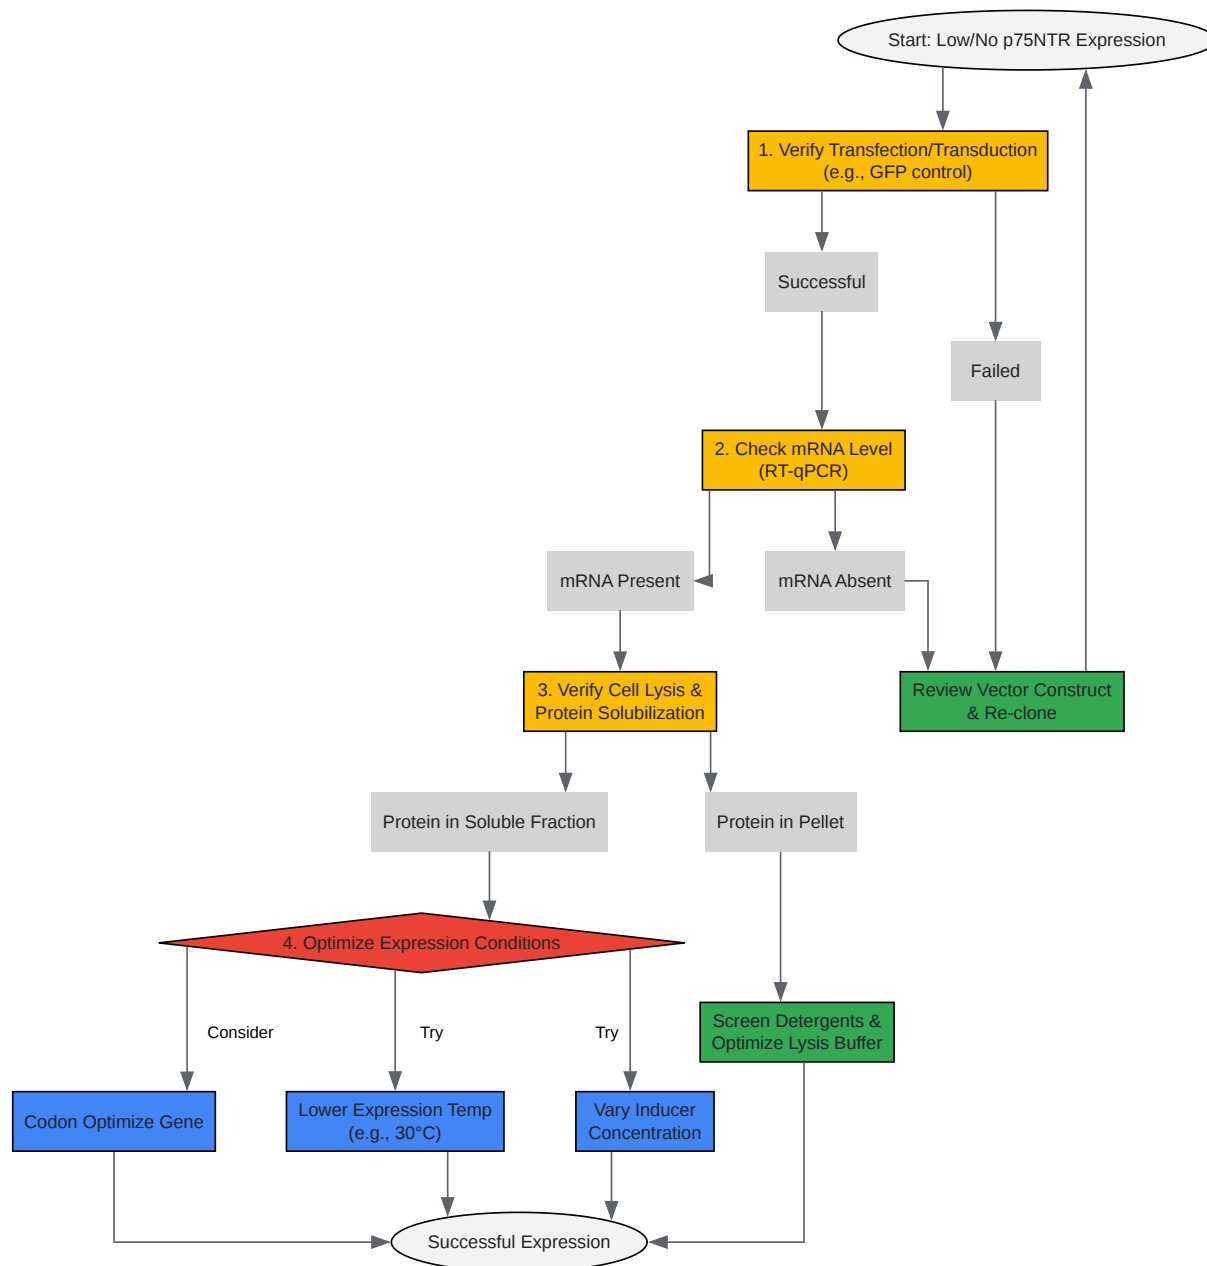 Start: Low/No p75NTR Expression
1. Verify Transfection/Transduction
(e.g., GFP control)
Successful
Failed
2. Check mRNA Level
(RT-qPCR)
mRNA Present
mRNA Absent
3. Verify Cell Lysis &
Protein Solubilization
Review Vector Construct
& Re-clone
Protein in Soluble Fraction
Protein in Pellet
4. Optimize Expression Conditions
Consider
Try
Try
Screen Detergents &
Optimize Lysis Buffer
Codon Optimize Gene
Lower Expression Temp
(e.g., 30°C)
Vary Inducer
Concentration
Successful Expression